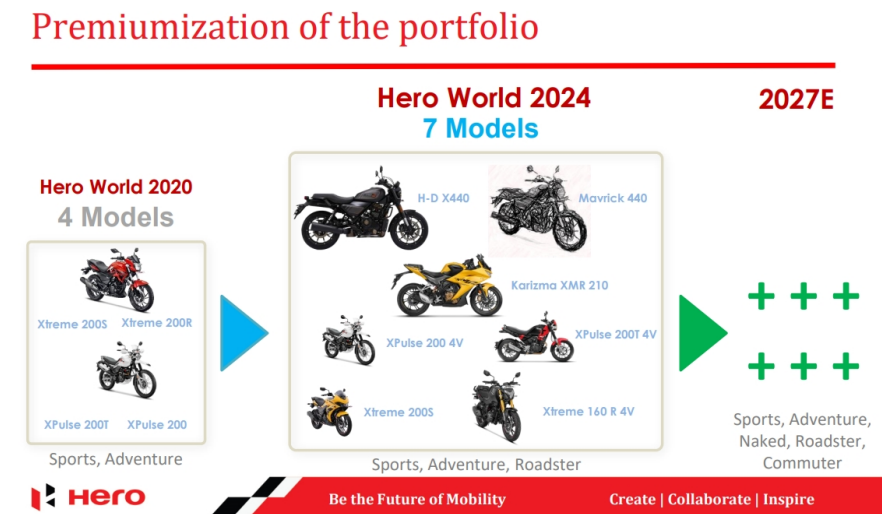 Premiumization of the portfolio
Hero World 2024
7 Models
2027E
Hero World 2020
4 Models
H-D X440
Mavrick 440
Karizma XMR 210
Xtreme 200S Xtreme 200R
XPulse 200 4V
XPulse 200T 4V
XPulse 200T XPulse 200
Xtreme 200S
Xtreme 160 R 4V
+ + +
+ + +
Sports, Adventure
Sports, Adventure, Roadster
Sports, Adventure,
Naked, Roadster,
Commuter
Hero
Be the Future of Mobility
Create | Collaborate | Inspire